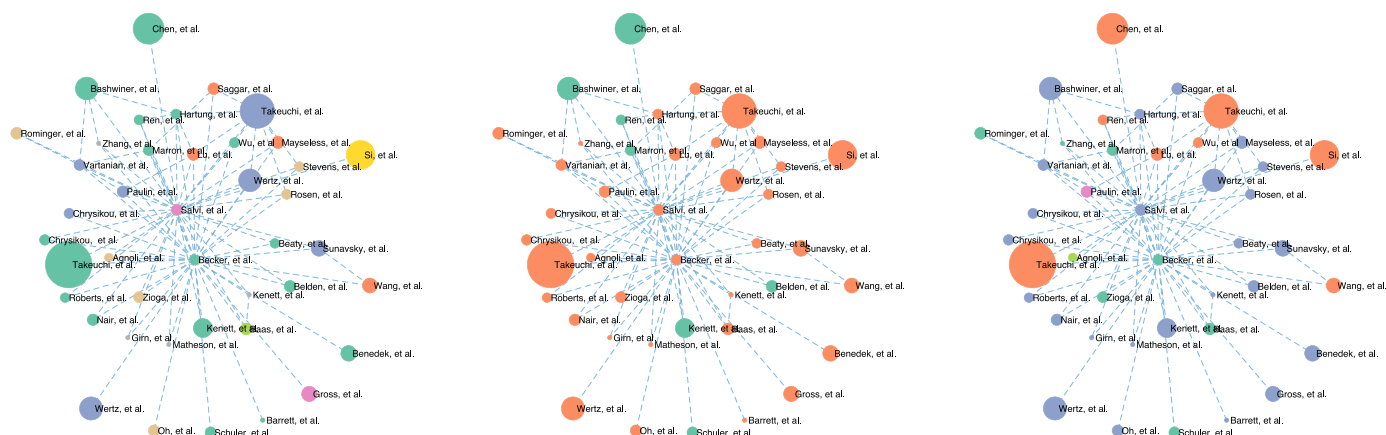 Chen, et al.
Bashwiner, et al.
Saggar, et al.
Hartung, et al.
Takeuchi, et al.
Ren, et al.
Rominger, et al.
Zhang, et al.
Wu, et al.
Mayseless, et al.
Marron, et al.
Lu, et al.
Si, et al.
Vartanian, et al.
Stevens, et al.
Wertz, et al.
Paulin, et al.
Rosen, et al.
Chrysikou, et al.
Salvi, et al.
Chrysikou, et al.
Beaty, et al.
Sunavsky, et al.
Agnoli, et al.
Takeuchi, et al.
Becker, et al.
Belden, et al.
Wang, et al.
Roberts, et al.
Zioga, et al.
Kenett, et al.
Nair, et al.
Kenett, et al.
Haas, et al.
Girn, et al.
Matheson, et al.
Benedek, et al.
Gross, et al.
Wertz, et al.
Barrett, et al.
Oh, et al.
Schuler, et al.
Chen, et al.
Bashwiner, et al.
Saggar, et al.
Hartung, et al.
Takeuchi, et al.
Ren, et al.
Rominger, et al.
Zhang, et al.
Wu, et al.
Mayseless, et al.
Marron, et al.
Lu, et al.
Si, et al.
Vartanian, et al.
Stevens, et al.
Wertz, et al.
Paulin, et al.
Rosen, et al.
Chrysikou, et al.
Salvi, et al.
Chrysikou, et al.
Beaty, et al.
Sunavsky, et al.
Agnoli, et al.
Takeuchi, et al.
Becker, et al.
Belden, et al.
Wang, et al.
Roberts, et al.
Zioga, et al.
Kenett, et al.
Nair, et al.
Kenett, et al.
Haas, et al.
Girn, et al.
Matheson, et al.
Benedek, et al.
Gross, et al.
Wertz, et al.
Barrett, et al.
Oh, et al.
Schuler, et al.
Chen, et al.
Bashwiner, et al.
Saggar, et al.
Hartung, et al.
Takeuchi, et al.
Ren, et al.
Rominger, et al.
Zhang, et al.
Wu, et al.
Mayseless, et al.
Marron, et al.
Lu, et al.
Si, et al.
Vartanian, et al.
Stevens, et al.
Wertz, et al.
Paulin, et al.
Rosen, et al.
Chrysikou, et al.
Salvi, et al.
Chrysikou, et al.
Beaty, et al.
Sunavsky, et al.
Agnoli, et al.
Takeuchi, et al.
Becker, et al.
Belden, et al.
Wang, et al.
Roberts, et al.
Zioga, et al.
Kenett, et al.
Nair, et al.
Kenett, et al.
Haas, et al.
Girn, et al.
Matheson, et al.
Benedek, et al.
Gross, et al.
Wertz, et al.
Barrett, et al.
Oh, et al.
Schuler, et al.